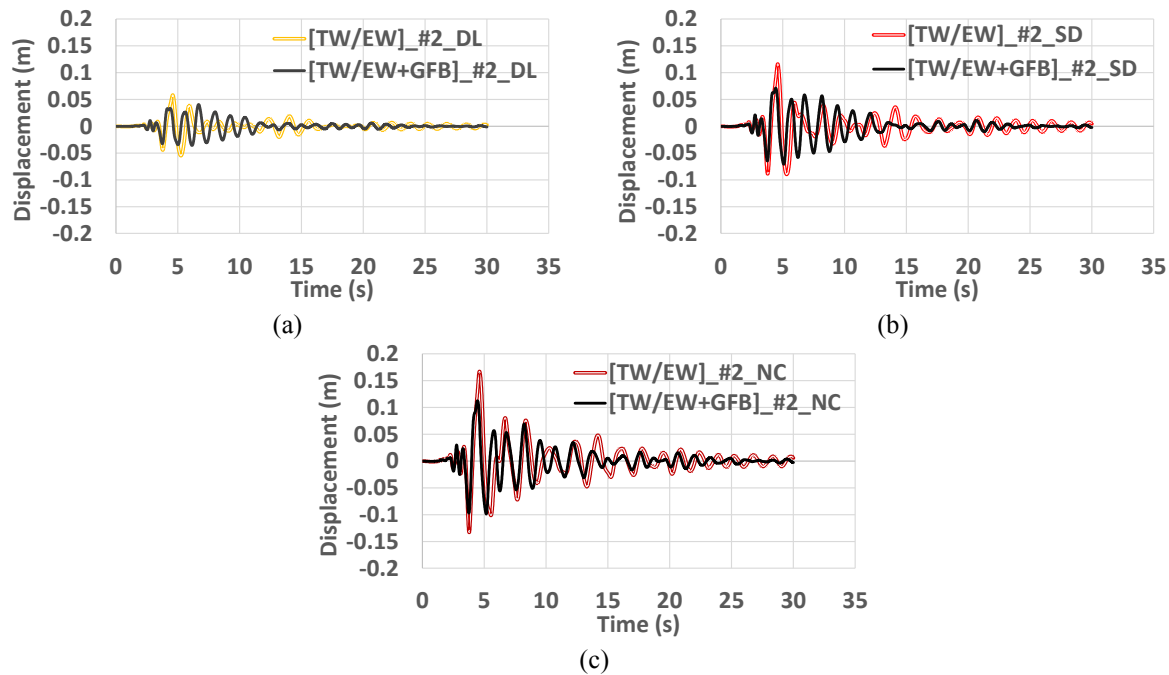 0.2
0.15
0.1
0.05
0
-0.05
-0.1
-0.15
-0.2
Displacement (m)
[TW/EW]_#2_DL
[TW/EW+GFB]_#2_DL
0 5 10 15 20 25 30 35
Time (s)
(a)
0.2
0.15
0.1
0.05
0
-0.05
-0.1
-0.15
-0.2
Displacement (m)
[TW/EW]_#2_SD
[TW/EW+GFB]_#2_SD
0 5 10 15 20 25 30 35
Time (s)
(b)
0.2
0.15
0.1
0.05
0
-0.05
-0.1
-0.15
-0.2
Displacement (m)
[TW/EW]_#2_NC
[TW/EW+GFB]_#2_NC
0 5 10 15 20 25 30 35
Time (s)
(c)